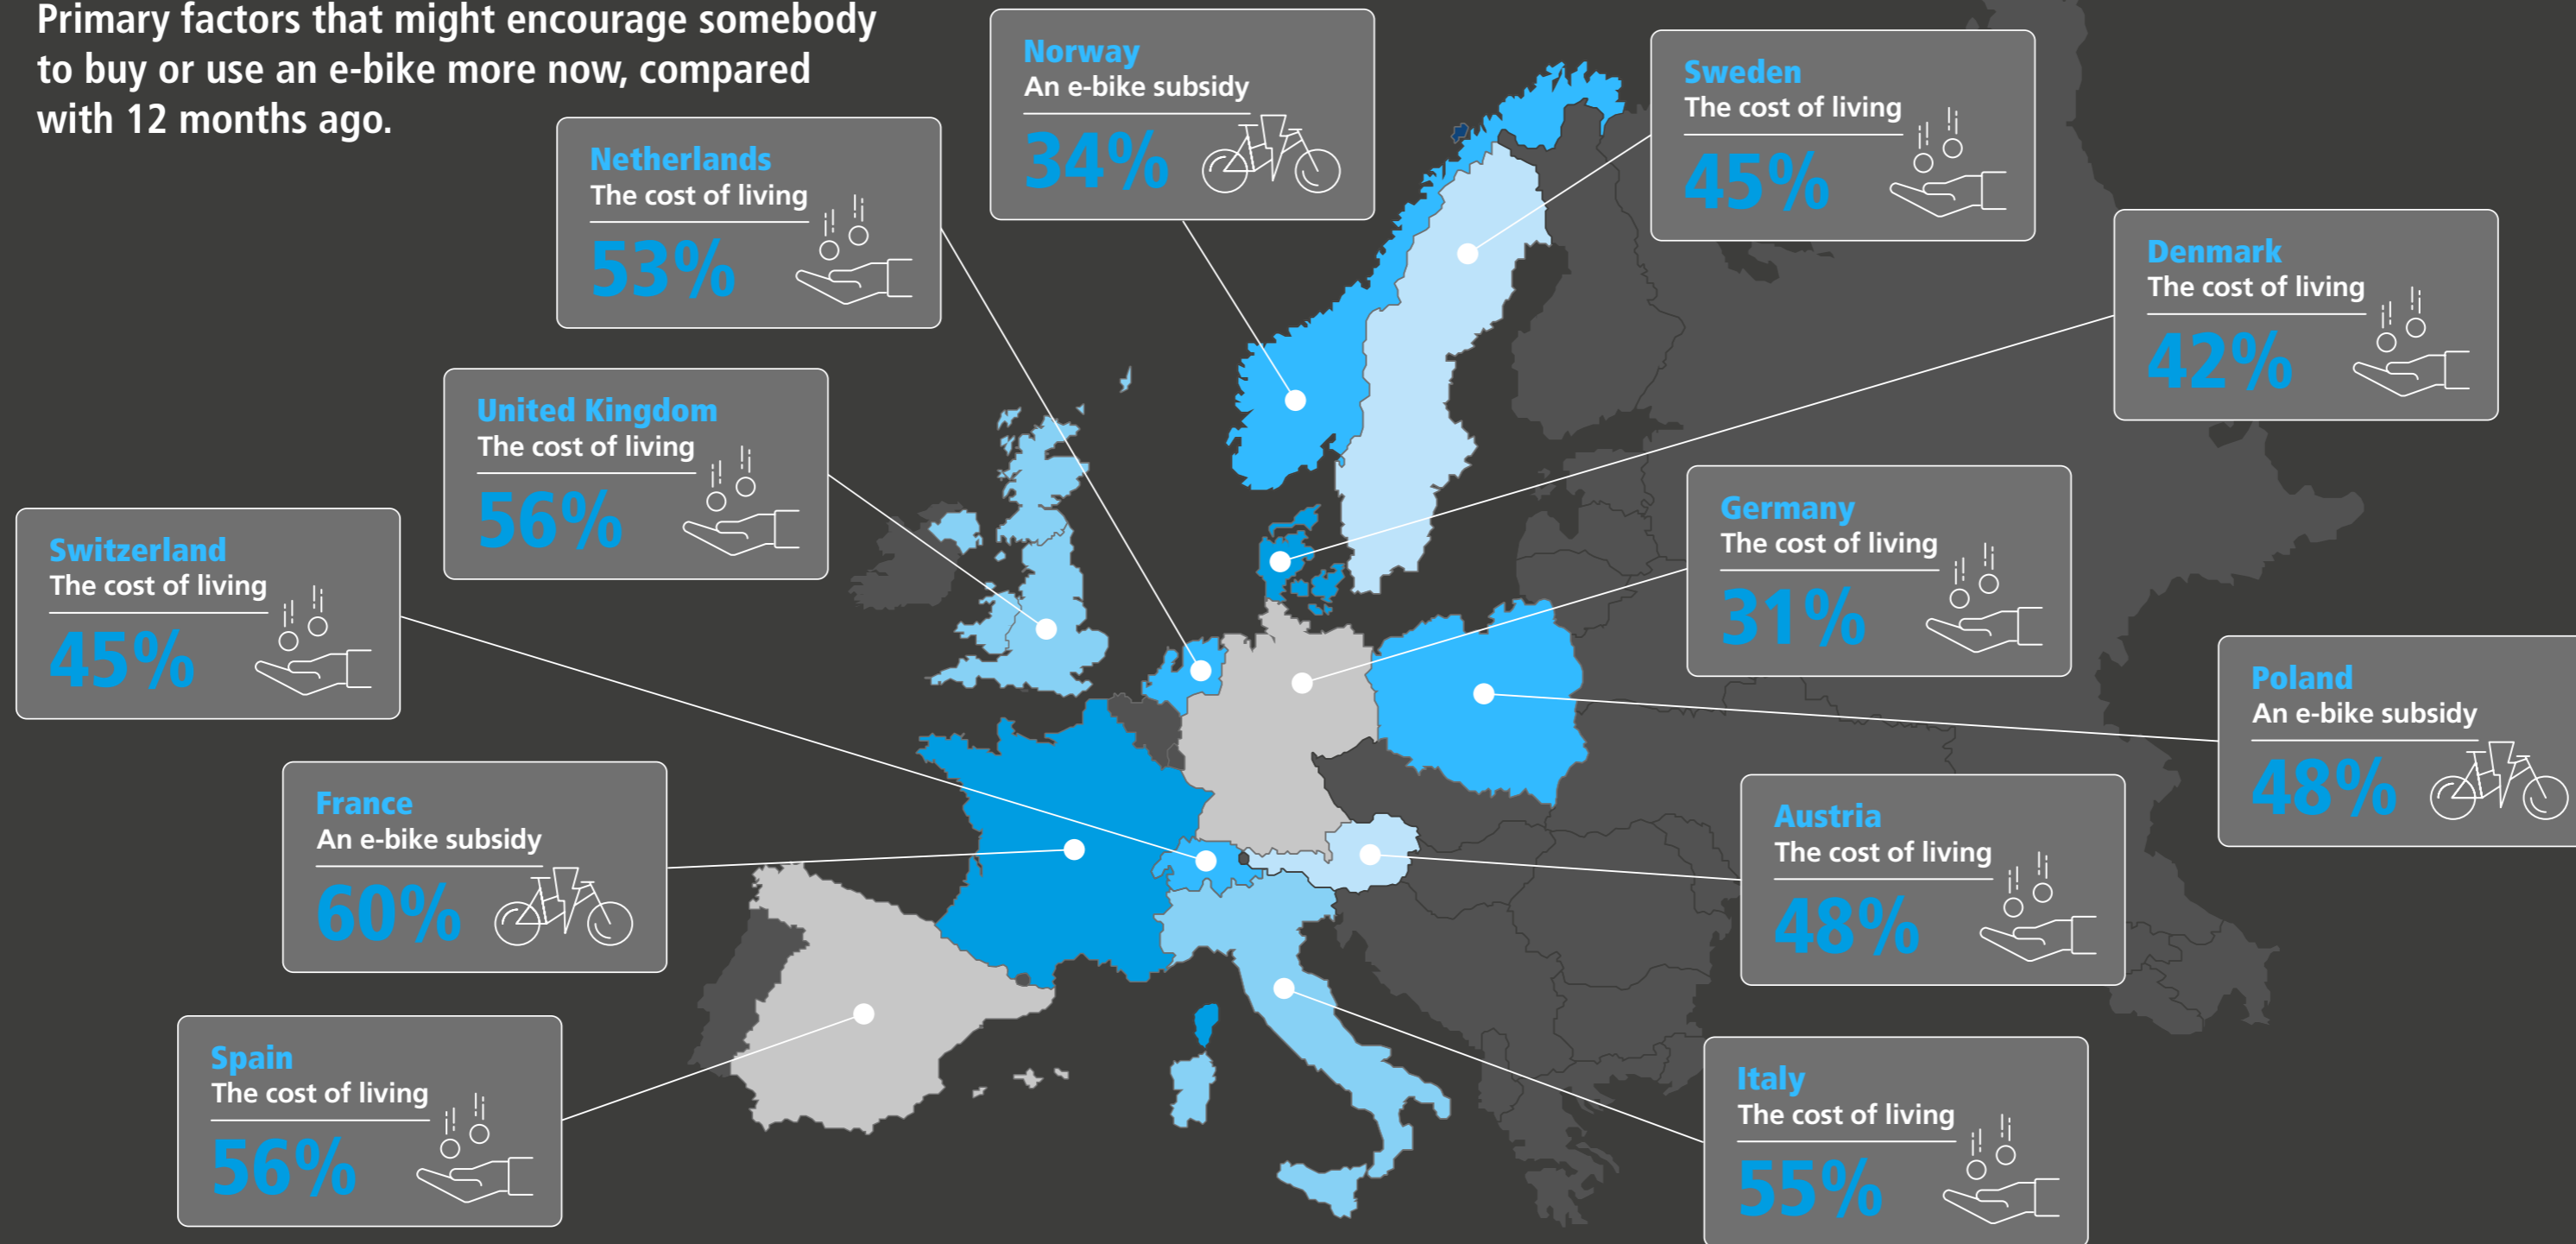 Primary factors that might encourage somebody
to buy or use an e-bike more now, compared
with 12 months ago.
Norway
An e-bike subsidy
34%
Sweden
The cost of living
45%
Netherlands
The cost of living
53%
Denmark
The cost of living
42%
United Kingdom
The cost of living
56%
Germany
The cost of living
31%
Switzerland
The cost of living
45%
Poland
An e-bike subsidy
48%
France
An e-bike subsidy
60%
Austria
The cost of living
48%
Spain
The cost of living
56%
Italy
The cost of living
55%